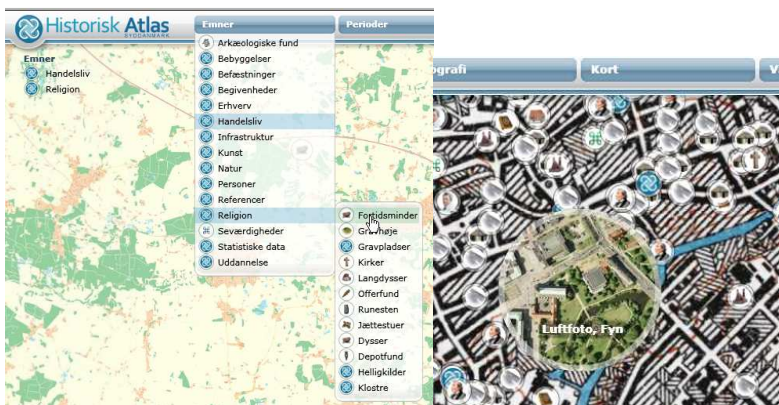 Historisk Atlas
SYDDANMARK
Emner
Perioder
Emner
Handelsliv
Religion
Arkæologiske fund
Bebyggelser
Befæstninger
Begivenheder
Erhverv
Handelsliv
Infrastruktur
Kunst
Natur
Personer
Referencer
Religion
Seværdigheder
Statistiske data
Uddannelse
Fortidsminder
Gravhøje
Gravpladser
Kirker
Langdysser
Offerfund
Runesten
Jættestuer
Dysser
Depotfund
Helligkilder
Klostre
ografi
Kort
V
Luftfoto, Fyn